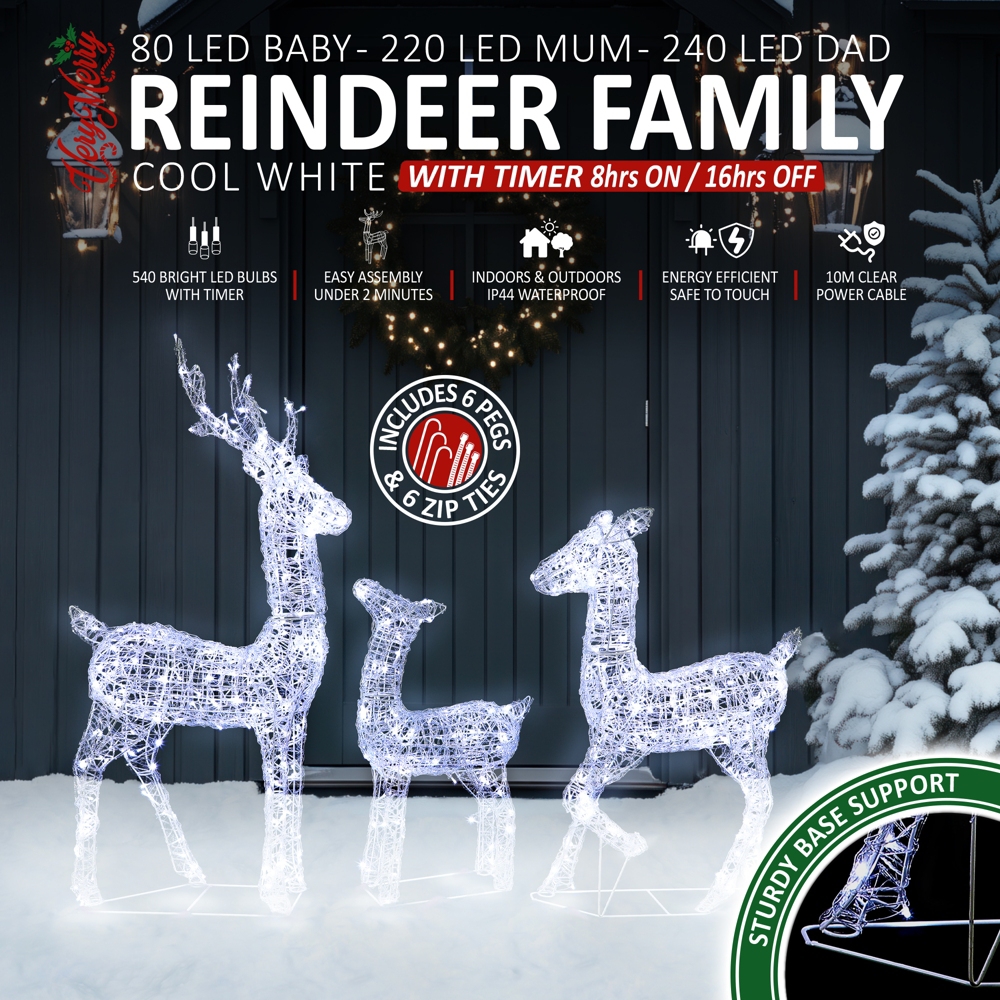 Very Merry
80 LED BABY - 220 LED MUM - 240 LED DAD
REINDEER FAMILY
COOL WHITE WITH TIMER 8hrs ON / 16hrs OFF
540 BRIGHT LED BULBS
WITH TIMER
EASY ASSEMBLY
UNDER 2 MINUTES
INDOORS & OUTDOORS
IP44 WATERPROOF
ENERGY EFFICIENT
SAFE TO TOUCH
10M CLEAR
POWER CABLE
INCLUDES 6 PEGS
& 6 ZIP TIES
STURDY BASE SUPPORT